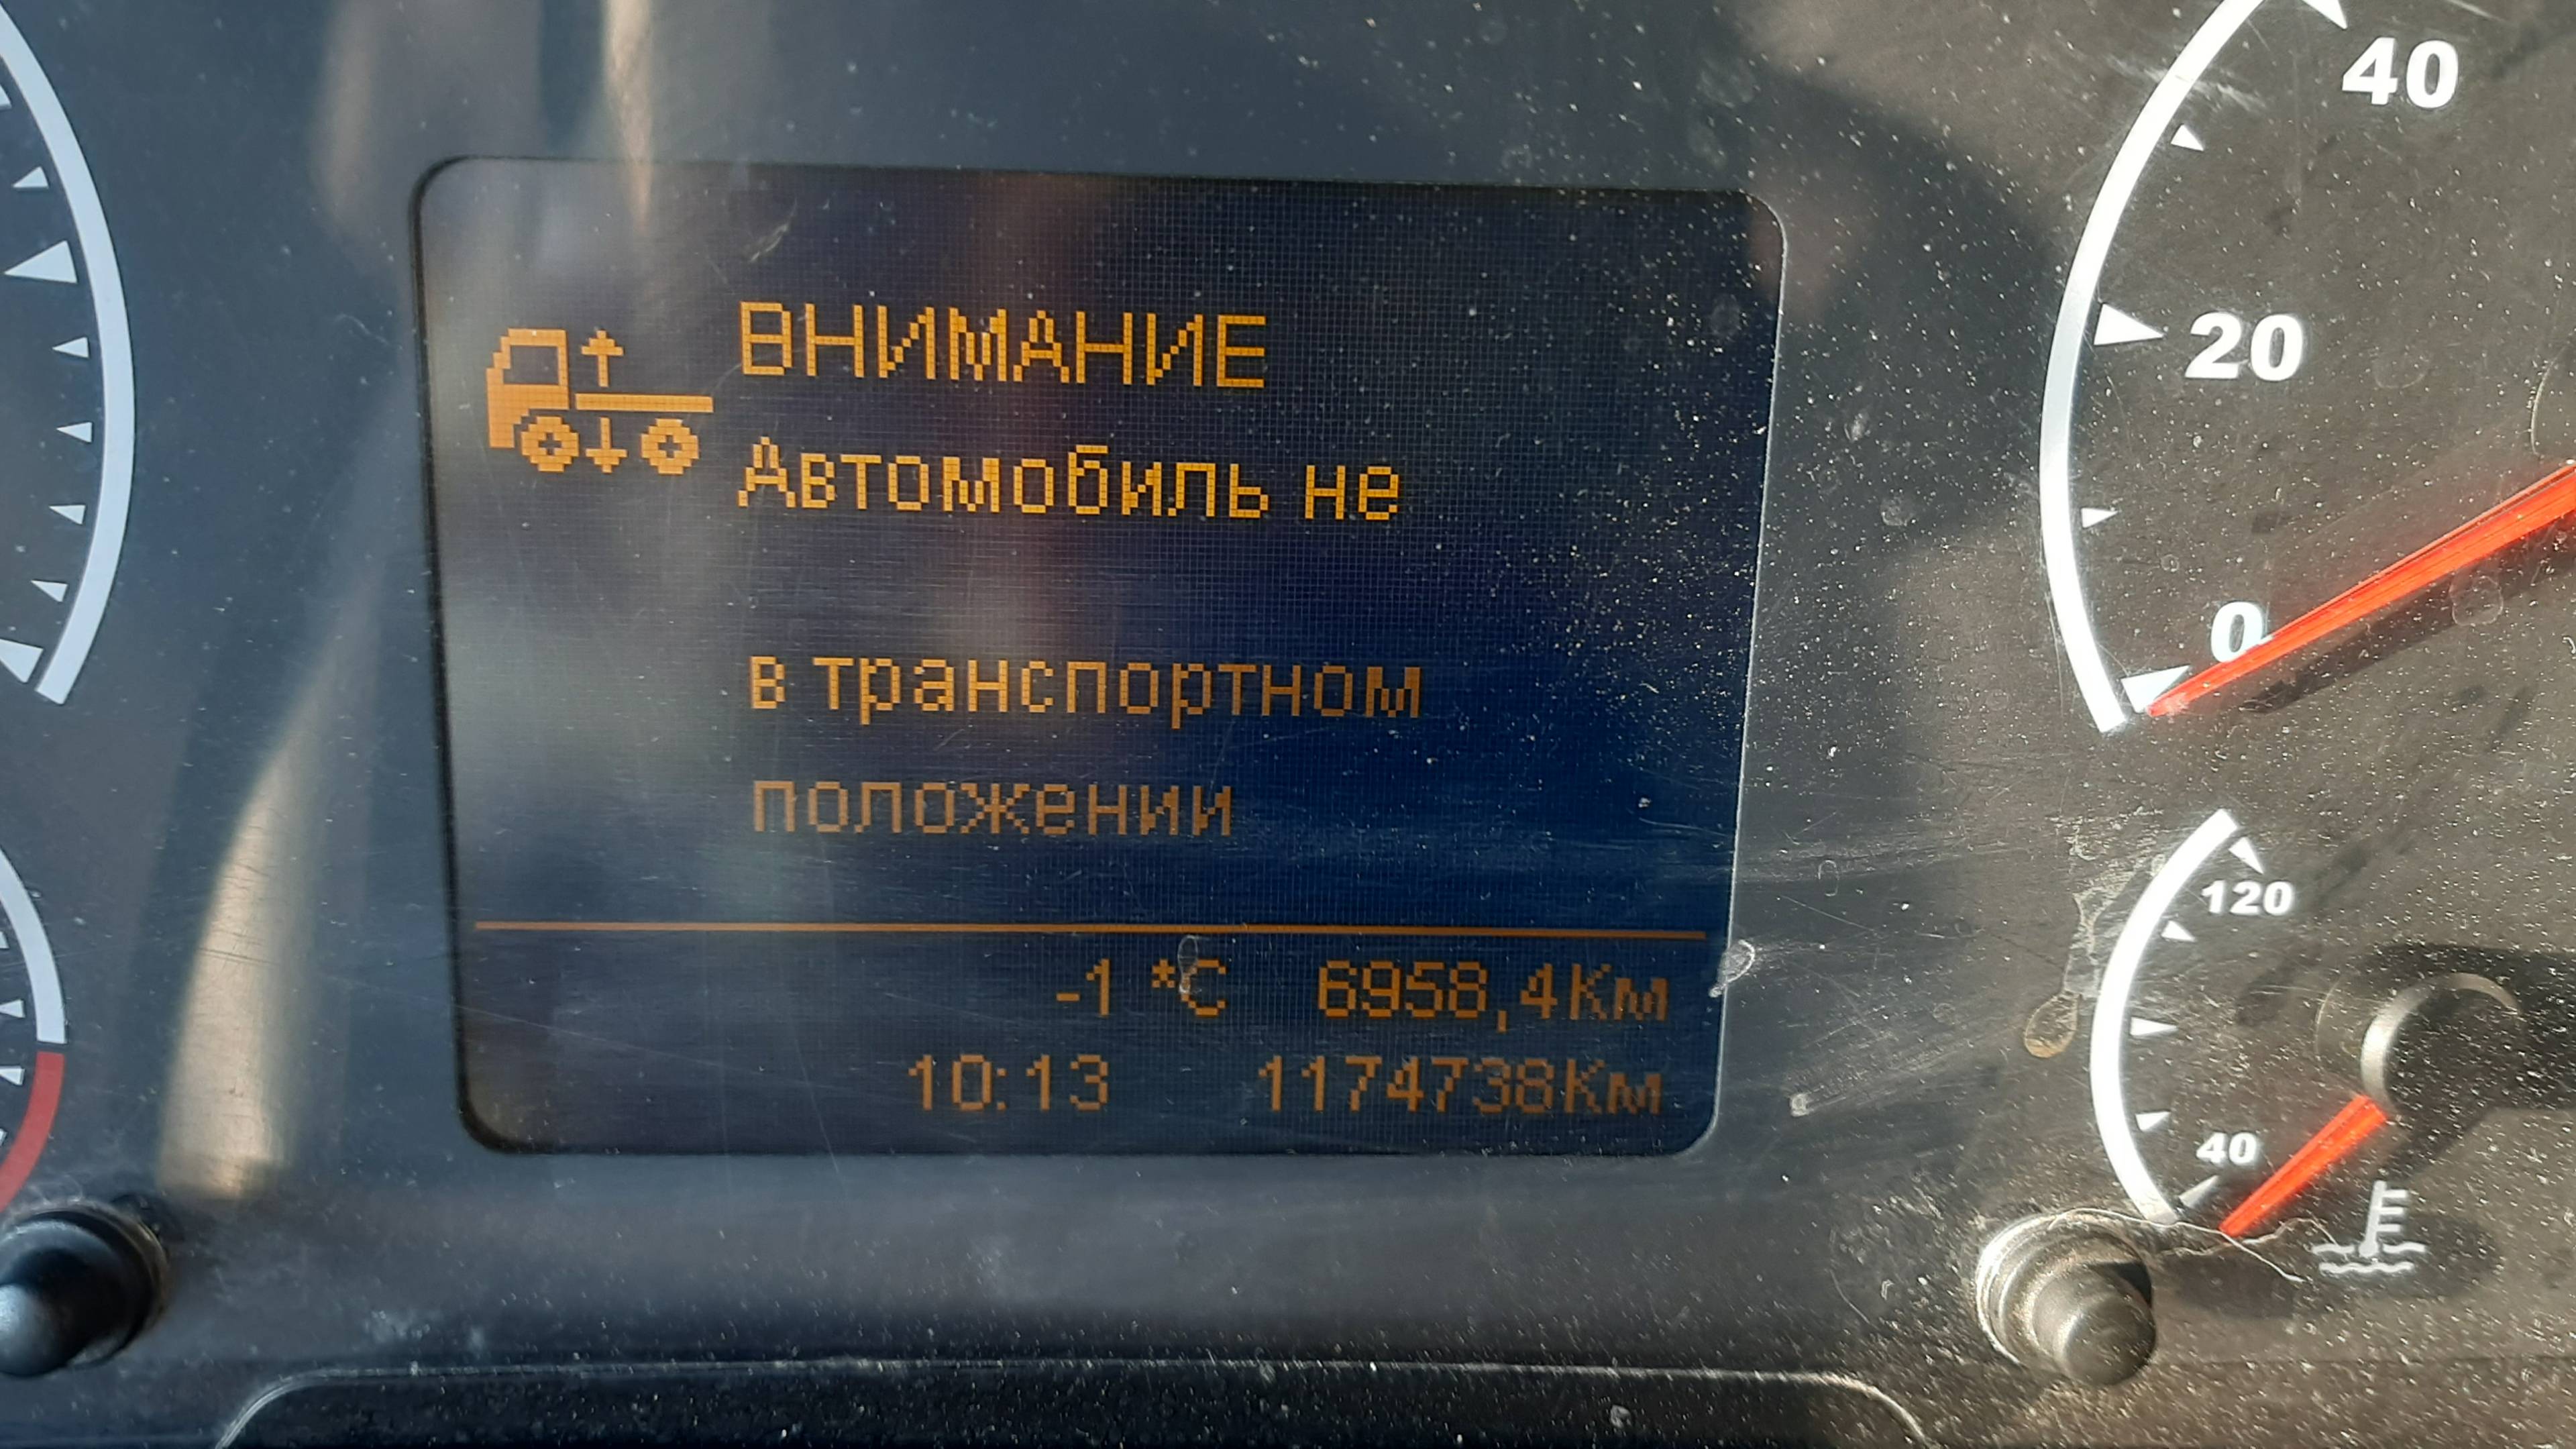 ВНИМАНИЕ
Автомобиль не
в транспортном
положении
-1 *C 6958,4Км
10:13 1174738Км
40
20
0
120
40